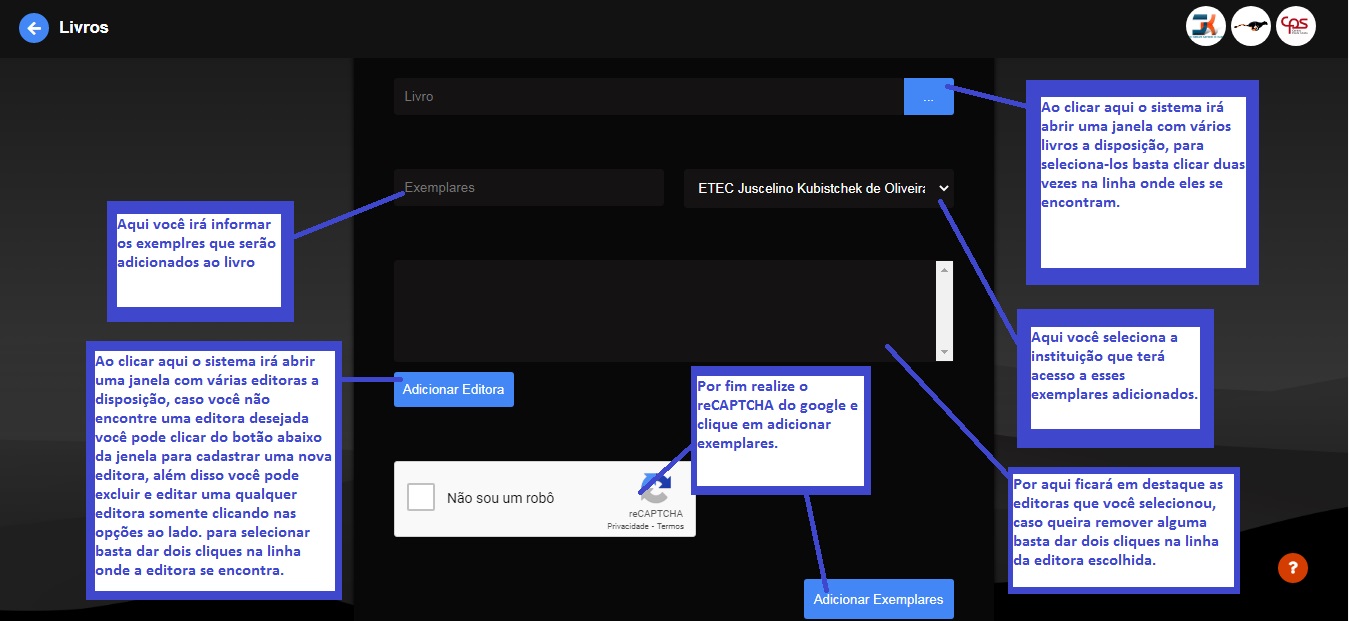 Livros
CPS
Livro
...
Ao clicar aqui o sistema irá
abrir uma janela com vários
livros a disposição, para
seleciona-los basta clicar duas
vezes na linha onde eles se
encontram.
Exemplares
ETEC Juscelino Kubistchek de Oliveira
Aqui você irá informar
os exemplres que serão
adicionados ao livro
Aqui você seleciona a
instituição que terá
acesso a esses
exemplares adicionados.
Ao clicar aqui o sistema irá abrir
uma janela com várias editoras a
disposição, caso você não
encontre uma editora desejada
você pode clicar do botão abaixo
da jenela para cadastrar uma nova
editora, além disso você pode
excluir e editar uma qualquer
editora somente clicando nas
opções ao lado. para selecionar
basta dar dois cliques na linha
onde a editora se encontra.
Adicionar Editora
Por fim realize o
reCAPTCHA do google e
clique em adicionar
exemplares.
Não sou um robô
reCAPTCHA
Privacidade - Termos
Por aqui ficará em destaque as
editoras que você selecionou,
caso queira remover alguma
basta dar dois cliques na linha
da editora escolhida.
?
Adicionar Exemplares